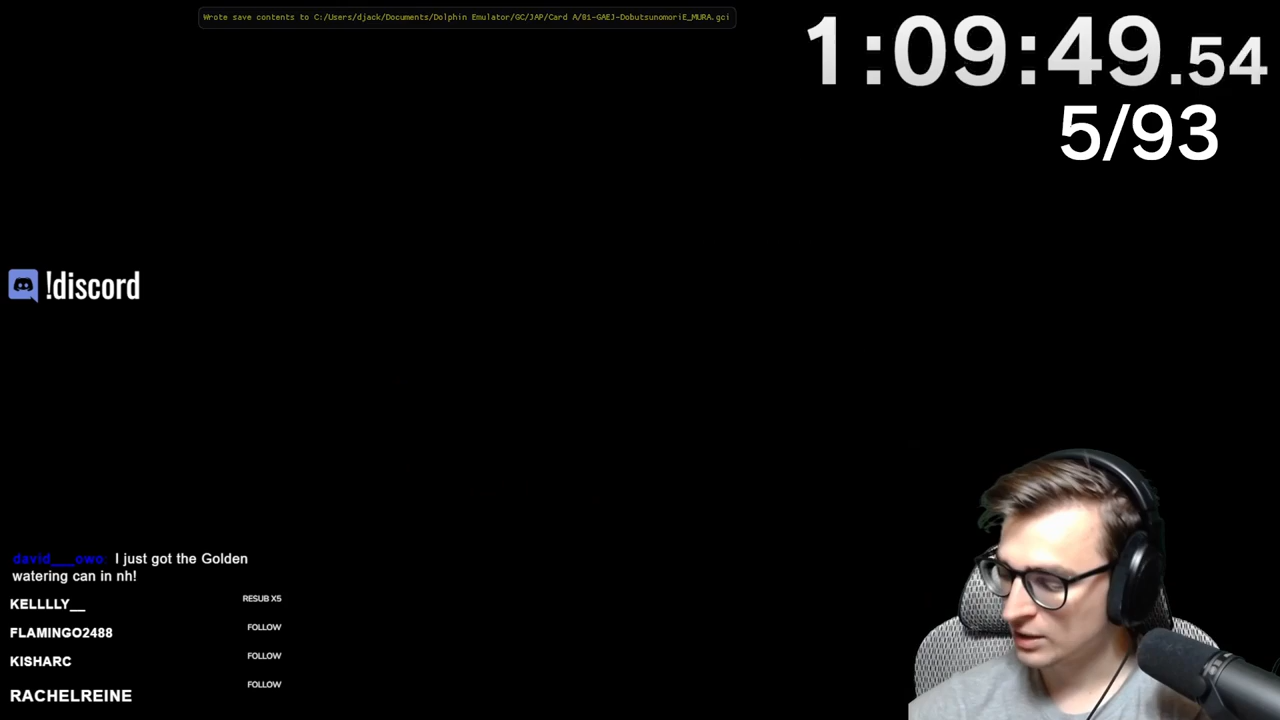 Wrote save contents to C:/Users/djack/Documents/Dolphin Emulator/GC/JAP/Card A/81-GAEJ-DobutsunomoriE_MURA.gci
1:09:49.54
5/93
!discord
david___owo: I just got the Golden
watering can in nh!
KELLLLY__ RESUB X5
FLAMINGO2488 FOLLOW
KISHARC FOLLOW
RACHELREINE FOLLOW